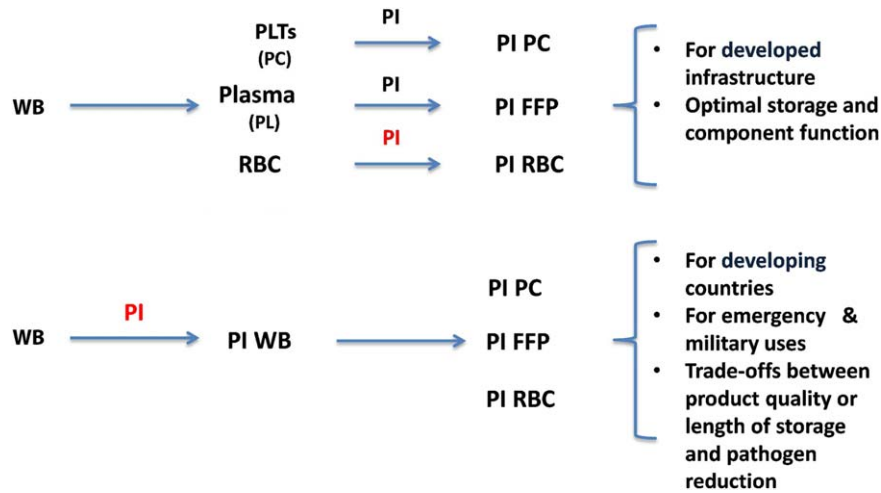 WB
PLTs
(PC)
PI
PI PC
Plasma
(PL)
PI
PI FFP
RBC
PI
PI RBC
• For developed
infrastructure
• Optimal storage and
component function
WB
PI
PI WB
PI PC
PI FFP
PI RBC
• For developing
countries
• For emergency &
military uses
• Trade-offs between
product quality or
length of storage
and pathogen
reduction